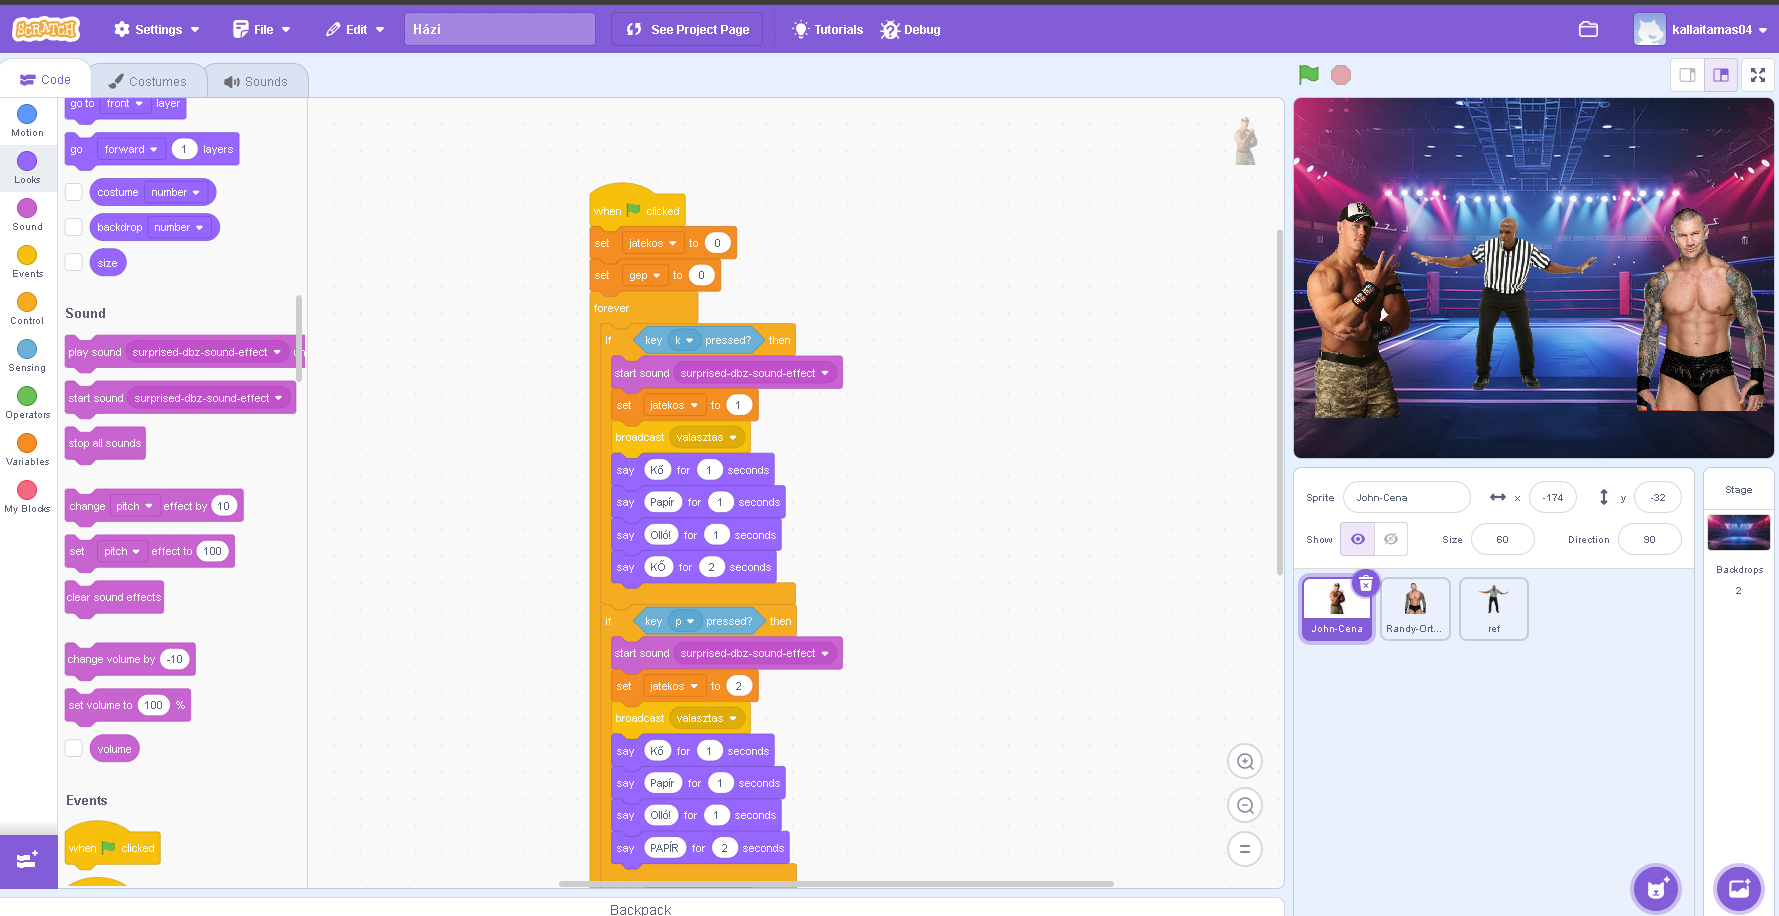 SCRATCH
Settings
File
Edit
Házi
See Project Page
Tutorials
Debug
kallaitamas04
Code
Costumes
Sounds
Motion
Looks
Sound
Events
Control
Sensing
Operators
Variables
My Blocks
go to front layer
go forward 1 layers
costume number
backdrop number
size
Sound
play sound surprised-dbz-sound-effect un
start sound surprised-dbz-sound-effect
stop all sounds
change pitch effect by 10
set pitch effect to 100
clear sound effects
change volume by -10
set volume to 100 %
volume
Events
when clicked
when clicked
set jatekos to 0
set gep to 0
forever
if key k pressed? then
start sound surprised-dbz-sound-effect
set jatekos to 1
broadcast valasztas
say Kő for 1 seconds
say Papír for 1 seconds
say Olló! for 1 seconds
say KŐ for 2 seconds
if key p pressed? then
start sound surprised-dbz-sound-effect
set jatekos to 2
broadcast valasztas
say Kő for 1 seconds
say Papír for 1 seconds
say Olló! for 1 seconds
say PAPÍR for 2 seconds
Backpack
Sprite John-Cena x -174 y -32
Show Size 60 Direction 90
John-Cena
Randy-Ort...
ref
Stage
Backdrops
2